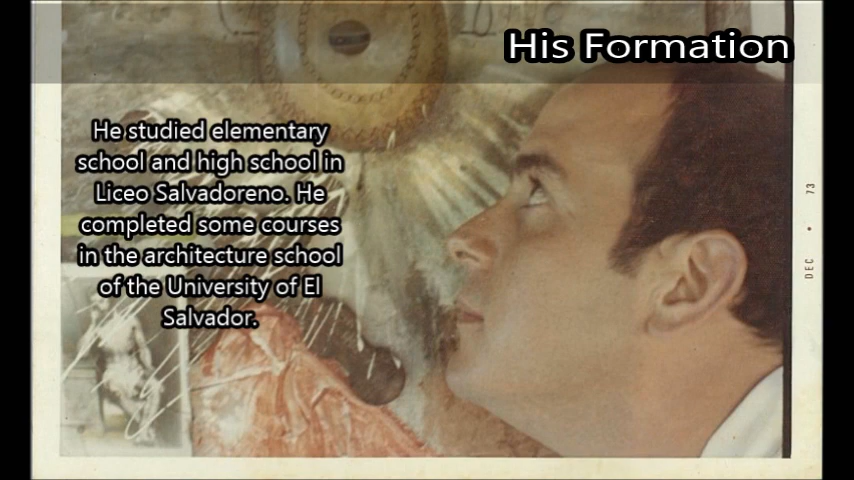 His Formation
He studied elementary
school and high school in
Liceo Salvadoreno. He
completed some courses
in the architecture school
of the University of El
Salvador.
DEC • 73